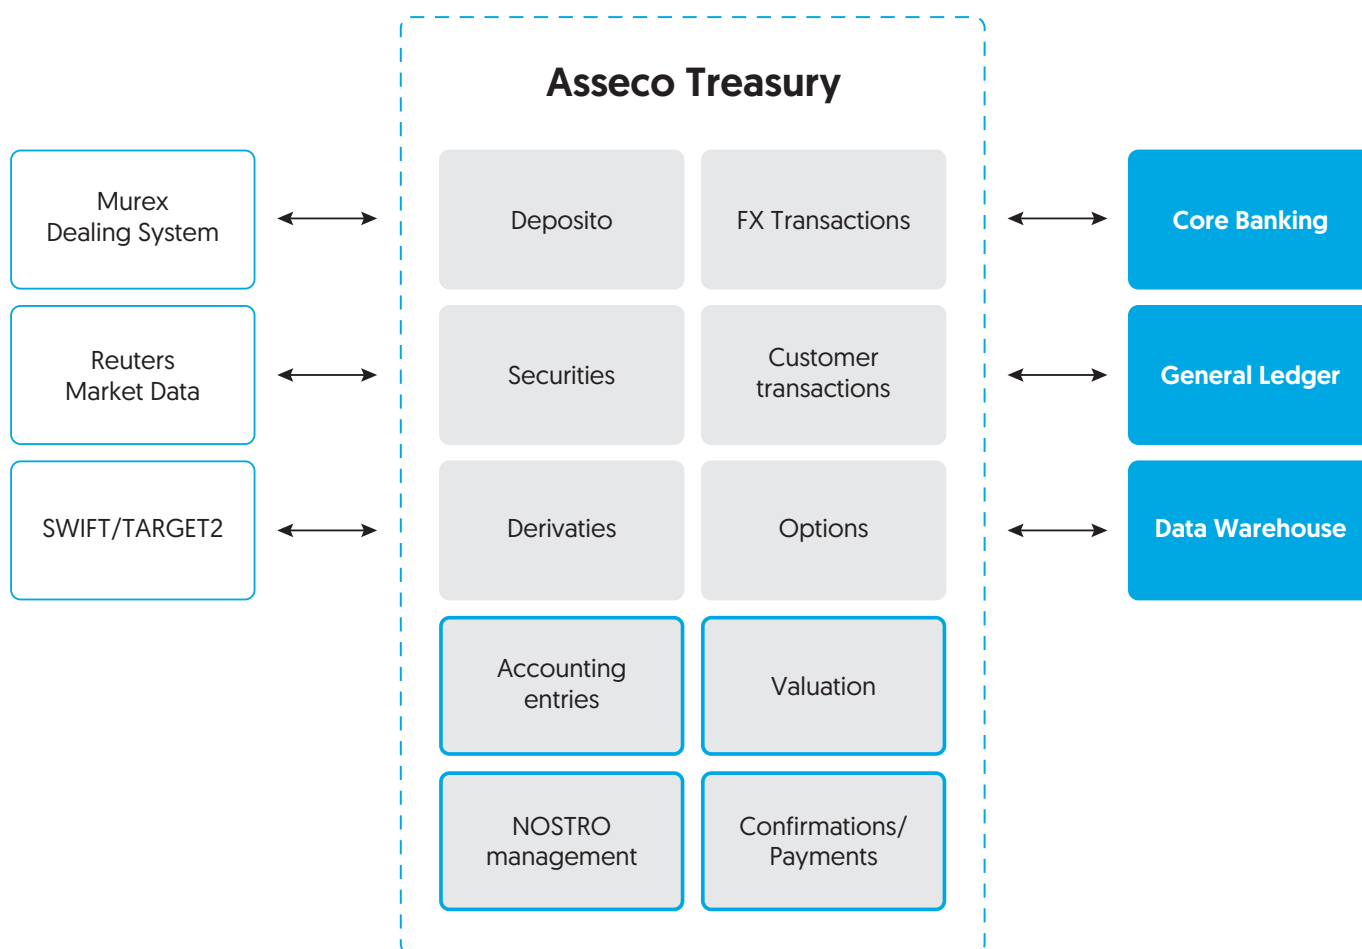 Asseco Treasury
Murex
Dealing System
Deposito
FX Transactions
Core Banking
Reuters
Market Data
Securities
Customer
transactions
General Ledger
SWIFT/TARGET2
Derivaties
Options
Data Warehouse
Accounting
entries
Valuation
NOSTRO
management
Confirmations/
Payments